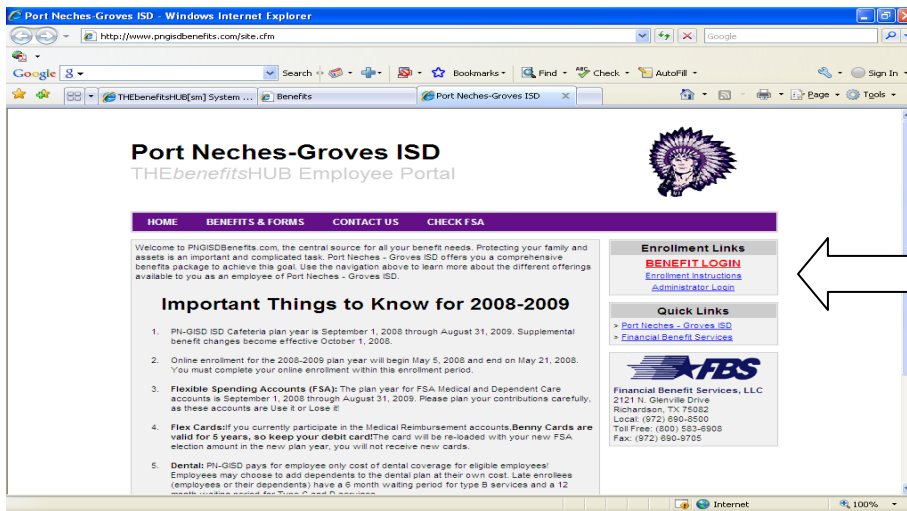 Port Neches-Groves ISD - Windows Internet Explorer
http://www.pngisdbenefits.com/site.cfm
Google
Google
Search
Bookmarks
Find
Check
AutoFill
Sign In
THEbenefitsHUB[sm] System ...
Benefits
Port Neches-Groves ISD
Page
Tools
Port Neches-Groves ISD
THEbenefitsHUB Employee Portal
HOME BENEFITS & FORMS CONTACT US CHECK FSA
Welcome to PNGISDBenefits.com, the central source for all your benefit needs. Protecting your family and
assets is an important and complicated task. Port Neches - Groves ISD offers you a comprehensive
benefits package to achieve this goal. Use the navigation above to learn more about the different offerings
available to you as an employee of Port Neches - Groves ISD.
Important Things to Know for 2008-2009
1. PN-GISD ISD Cafeteria plan year is September 1, 2008 through August 31, 2009. Supplemental
benefit changes become effective October 1, 2008.
2. Online enrollment for the 2008-2009 plan year will begin May 5, 2008 and end on May 21, 2008.
You must complete your online enrollment within this enrollment period.
3. Flexible Spending Accounts (FSA): The plan year for FSA Medical and Dependent Care
accounts is September 1, 2008 through August 31, 2009. Please plan your contributions carefully,
as these accounts are Use it or Lose it!
4. Flex Cards:If you currently participate in the Medical Reimbursement accounts,Benny Cards are
valid for 5 years, so keep your debit card!The card will be re-loaded with your new FSA
election amount in the new plan year, you will not receive new cards.
5. Dental: PN-GISD pays for employee only cost of dental coverage for eligible employees!
Employees may choose to add dependents to the dental plan at their own cost. Late enrollees
(employees or their dependents) have a 6 month waiting period for type B services and a 12
month waiting period for Type C and D services.
Enrollment Links
BENEFIT LOGIN
Enrollment Instructions
Administrator Login
Quick Links
> Port Neches - Groves ISD
> Financial Benefit Services
FBS
Financial Benefit Services, LLC
2121 N. Glenville Drive
Richardson, TX 75082
Local: (972) 690-8500
Toll Free: (800) 583-6908
Fax: (972) 690-9705
Internet
100%